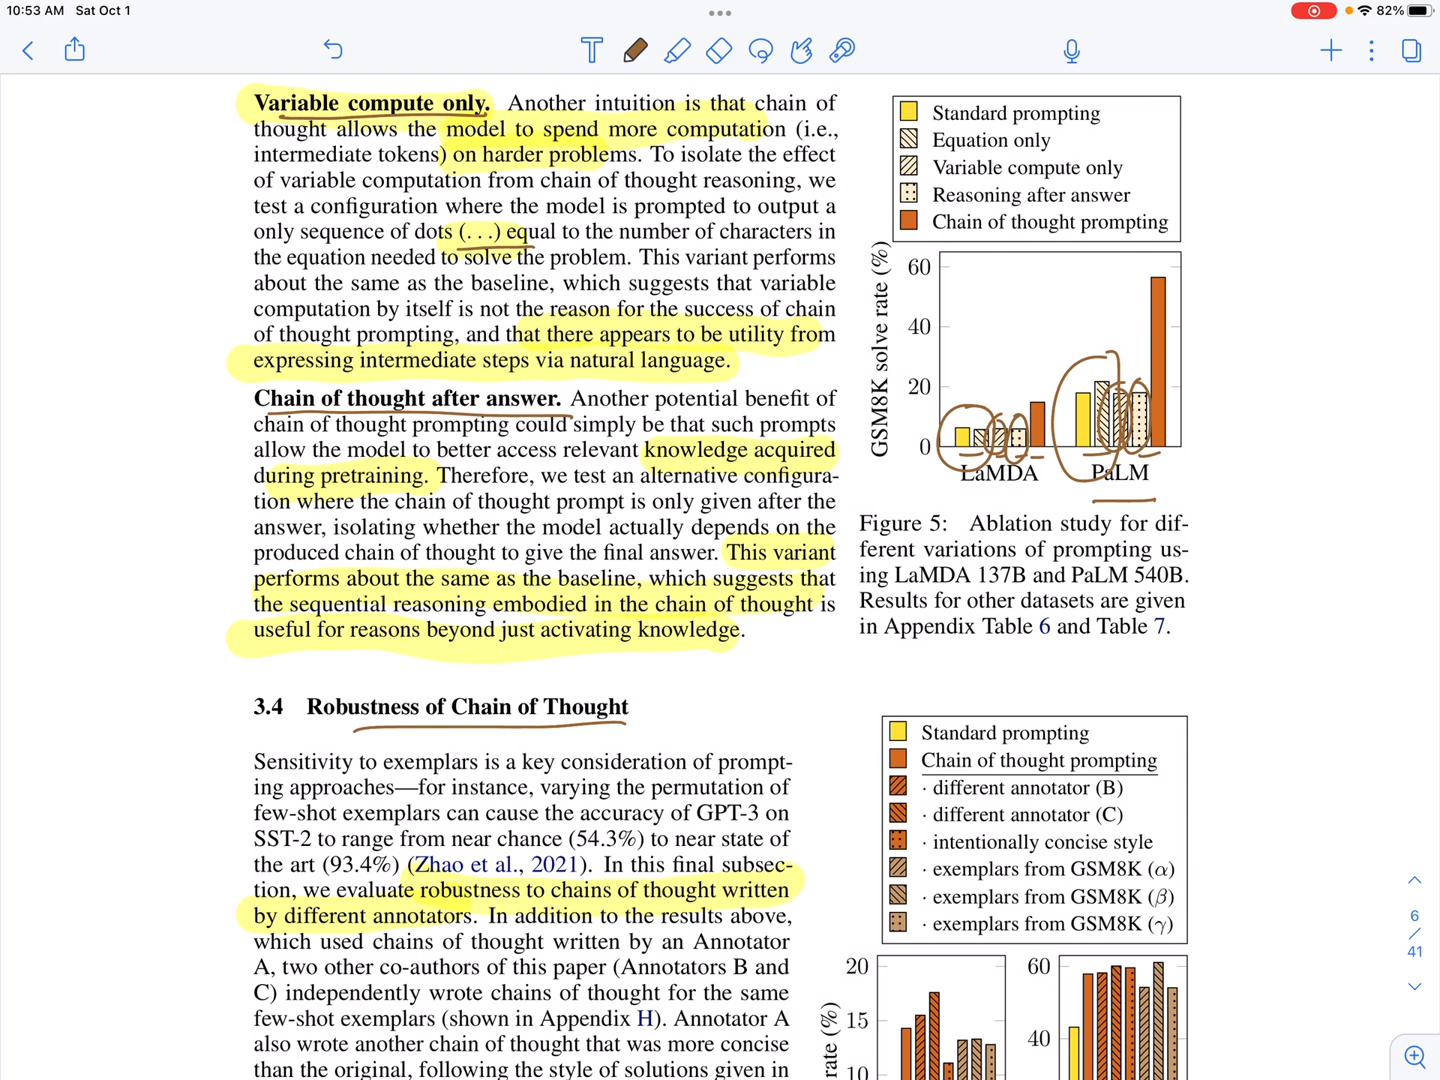 10:53 AM Sat Oct 1
82%
Variable compute only. Another intuition is that chain of
thought allows the model to spend more computation (i.e.,
intermediate tokens) on harder problems. To isolate the effect
of variable computation from chain of thought reasoning, we
test a configuration where the model is prompted to output a
only sequence of dots (. . .) equal to the number of characters in
the equation needed to solve the problem. This variant performs
about the same as the baseline, which suggests that variable
computation by itself is not the reason for the success of chain
of thought prompting, and that there appears to be utility from
expressing intermediate steps via natural language.
Chain of thought after answer. Another potential benefit of
chain of thought prompting could simply be that such prompts
allow the model to better access relevant knowledge acquired
during pretraining. Therefore, we test an alternative configura-
tion where the chain of thought prompt is only given after the
answer, isolating whether the model actually depends on the
produced chain of thought to give the final answer. This variant
performs about the same as the baseline, which suggests that
the sequential reasoning embodied in the chain of thought is
useful for reasons beyond just activating knowledge.
Standard prompting
Equation only
Variable compute only
Reasoning after answer
Chain of thought prompting
GSM8K solve rate (%)
60
40
20
0
LaMDA PaLM
Figure 5: Ablation study for dif-
ferent variations of prompting us-
ing LaMDA 137B and PaLM 540B.
Results for other datasets are given
in Appendix Table 6 and Table 7.
3.4 Robustness of Chain of Thought
Sensitivity to exemplars is a key consideration of prompt-
ing approaches—for instance, varying the permutation of
few-shot exemplars can cause the accuracy of GPT-3 on
SST-2 to range from near chance (54.3%) to near state of
the art (93.4%) (Zhao et al., 2021). In this final subsec-
tion, we evaluate robustness to chains of thought written
by different annotators. In addition to the results above,
which used chains of thought written by an Annotator
A, two other co-authors of this paper (Annotators B and
C) independently wrote chains of thought for the same
few-shot exemplars (shown in Appendix H). Annotator A
also wrote another chain of thought that was more concise
than the original, following the style of solutions given in
Standard prompting
Chain of thought prompting
· different annotator (B)
· different annotator (C)
· intentionally concise style
· exemplars from GSM8K (α)
· exemplars from GSM8K (β)
· exemplars from GSM8K (γ)
rate (%)
20
15
10
60
40
6
/
41